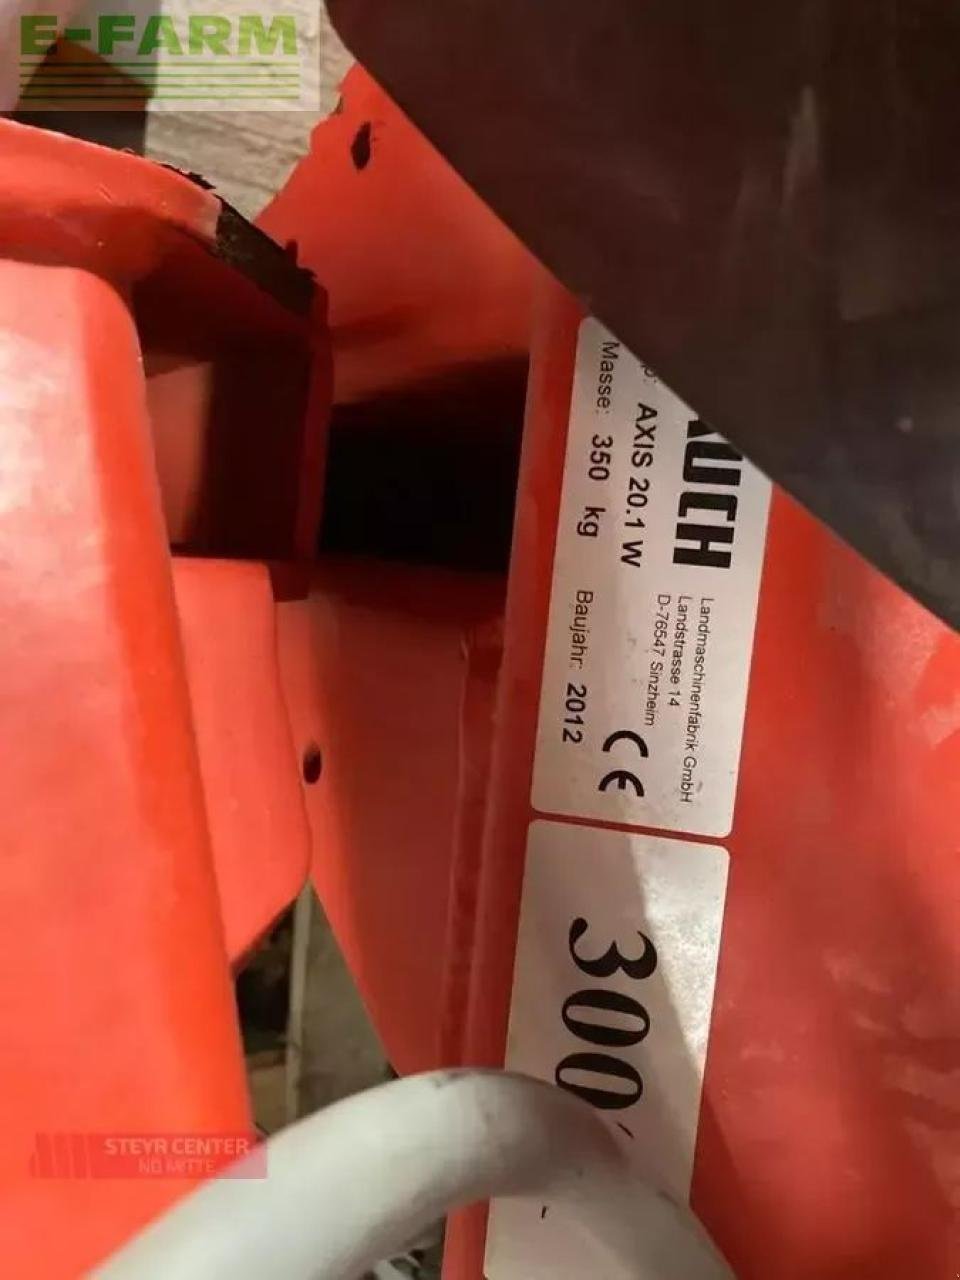 E-FARM
Landmaschinenfabrik GmbH
Landstrasse 14
D-76547 Sinzheim
AXIS 20.1 W
Masse: 350 kg Baujahr: 2012
CE
300
STEYR CENTER
NÖ MITTE